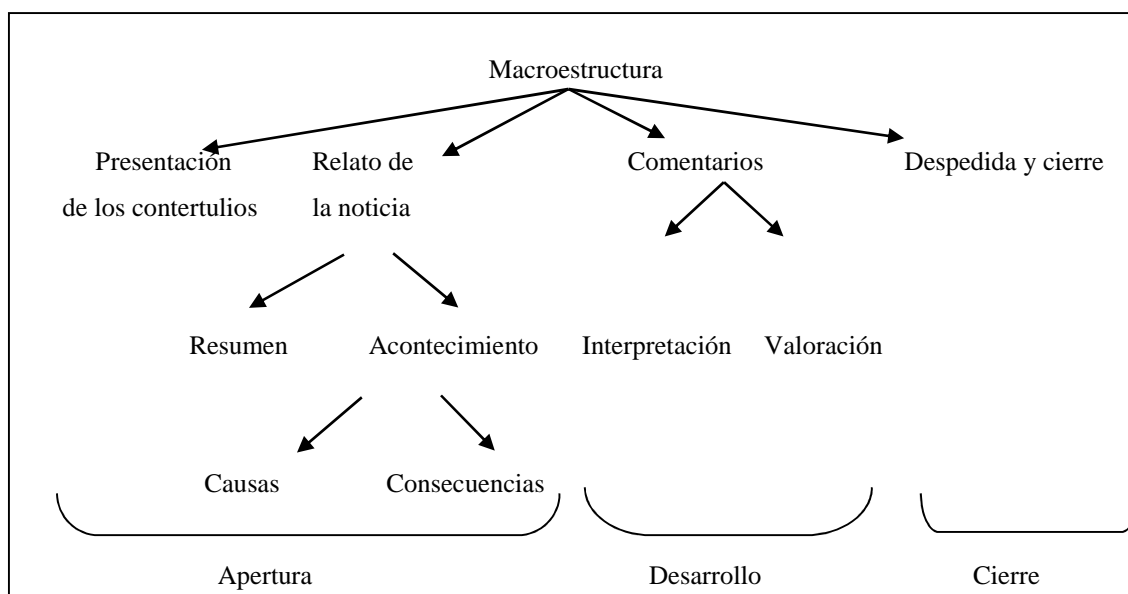 Macroestructura
Presentación Relato de Comentarios Despedida y cierre
de los contertulios la noticia
Resumen Acontecimiento Interpretación Valoración
Causas Consecuencias
Apertura Desarrollo Cierre